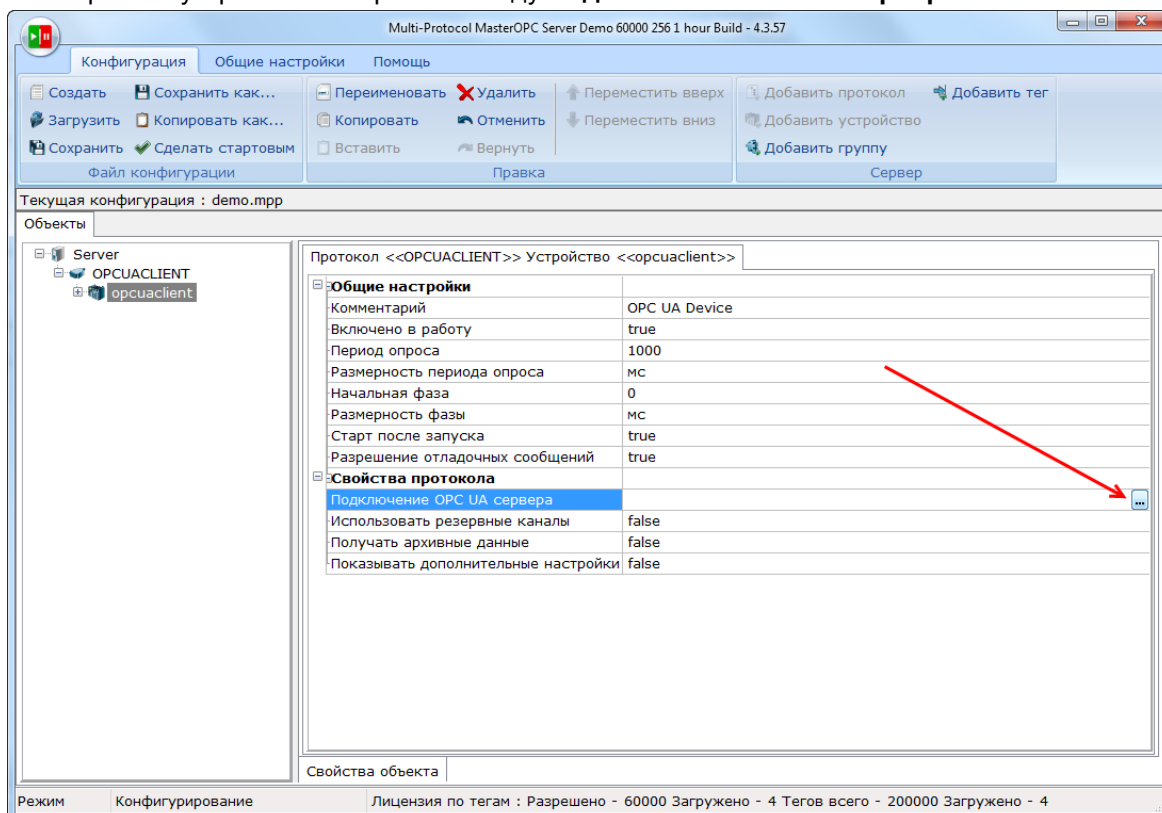 Multi-Protocol MasterOPC Server Demo 60000 256 1 hour Build - 4.3.57
Конфигурация Общие настройки Помощь
Создать Сохранить как... Переименовать Удалить Переместить вверх Добавить протокол Добавить тег
Загрузить Копировать как... Копировать Отменить Переместить вниз Добавить устройство
Сохранить Сделать стартовым Вставить Вернуть Добавить группу
Файл конфигурации Правка Сервер
Текущая конфигурация : demo.mpp
Объекты
Server
OPCUACLIENT
opcuaclient
Протокол <<OPCUACLIENT>> Устройство <<opcuaclient>>
Общие настройки
Комментарий OPC UA Device
Включено в работу true
Период опроса 1000
Размерность периода опроса мс
Начальная фаза 0
Размерность фазы мс
Старт после запуска true
Разрешение отладочных сообщений true
Свойства протокола
Подключение OPC UA сервера ...
Использовать резервные каналы false
Получать архивные данные false
Показывать дополнительные настройки false
Свойства объекта
Режим Конфигурирование Лицензия по тегам : Разрешено - 60000 Загружено - 4 Тегов всего - 200000 Загружено - 4